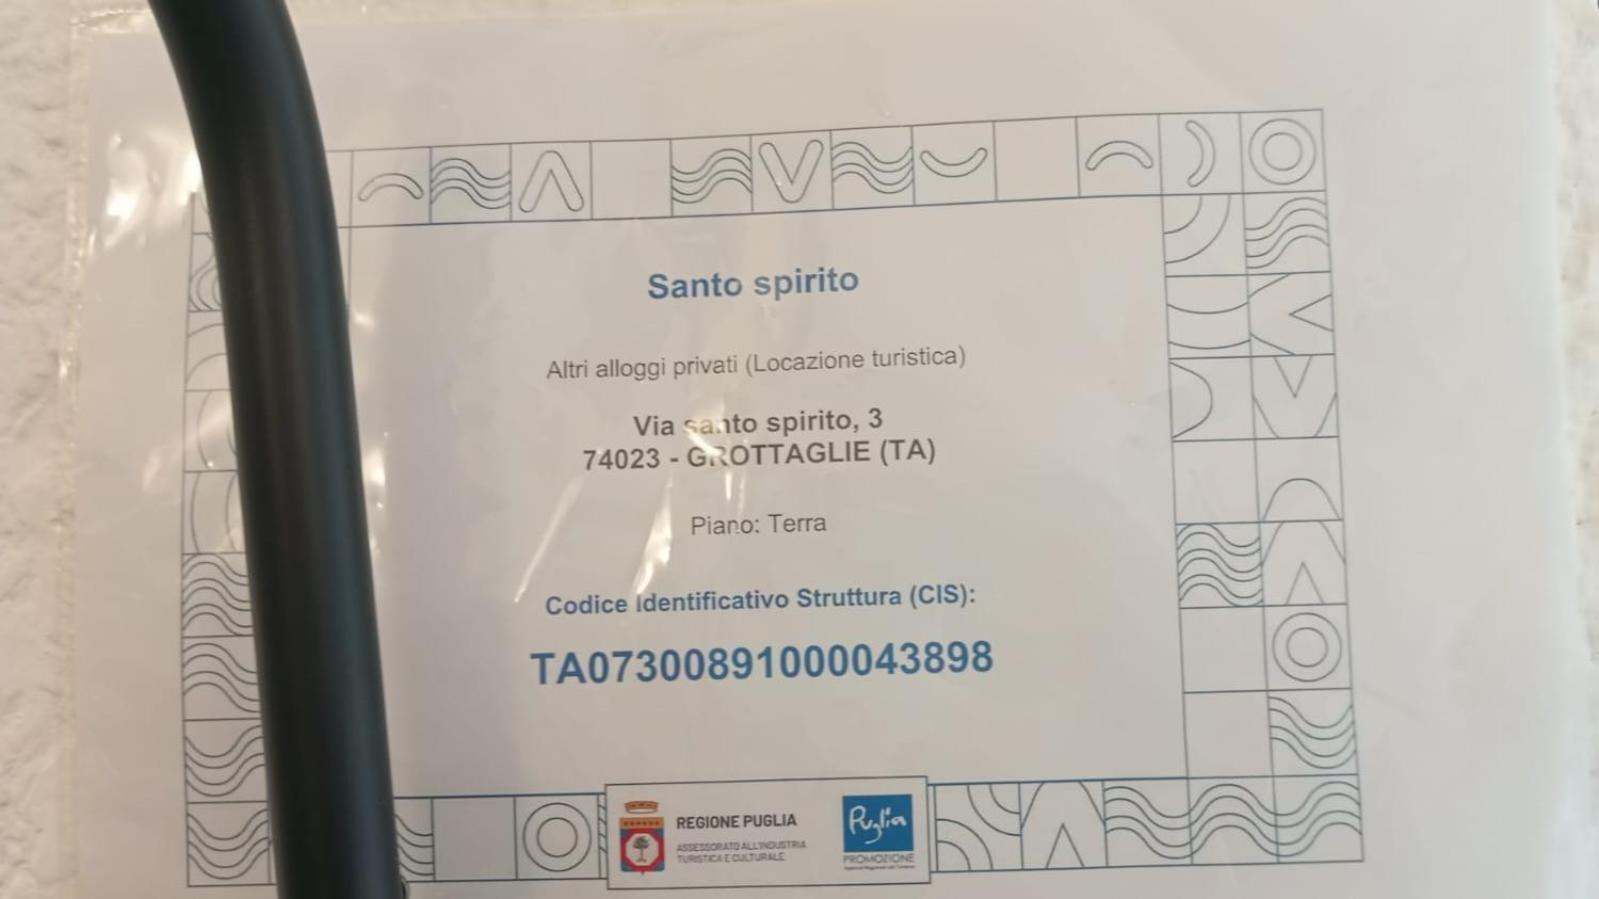 Santo spirito
Altri alloggi privati (Locazione turistica)
Via santo spirito, 3
74023 - GROTTAGLIE (TA)
Piano: Terra
Codice Identificativo Struttura (CIS):
TA07300891000043898
REGIONE PUGLIA
ASSESSORATO ALL'INDUSTRIA
TURISTICA E CULTURALE
Puglia
PROMOZIONE